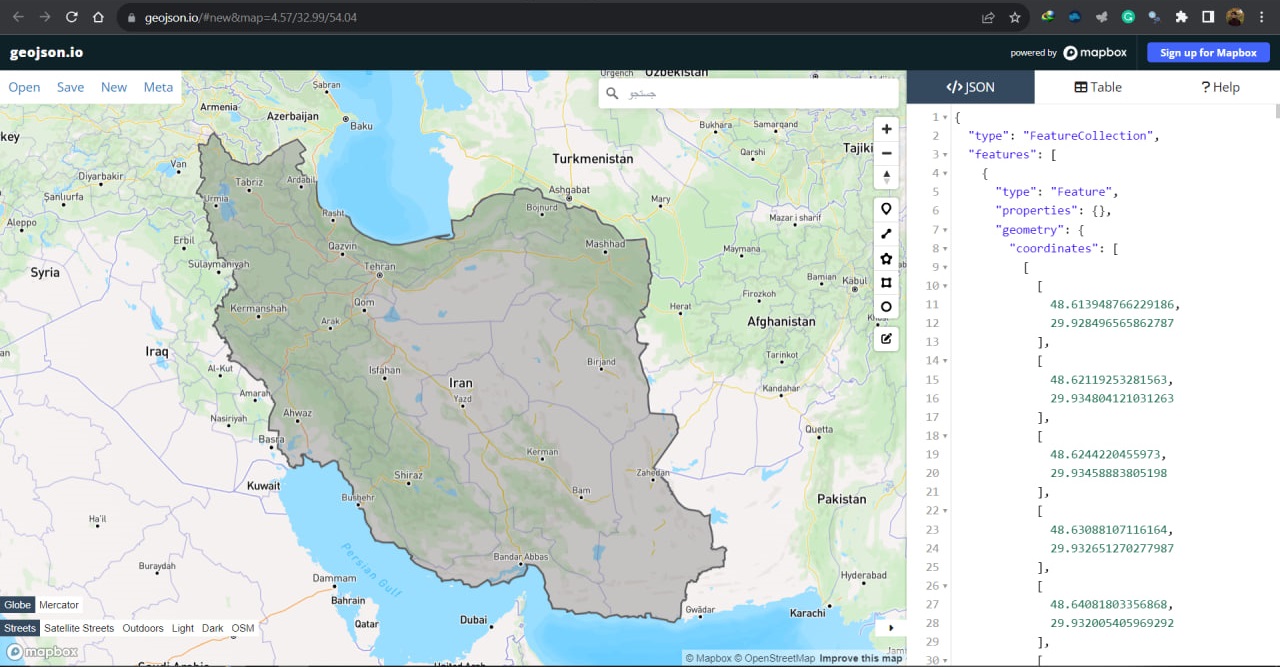 geojson.io/#new&map=4.57/32.99/54.04
geojson.io
powered by mapbox
Sign up for Mapbox
Open Save New Meta
جستجو
</> JSON
Table
? Help
Urgench
Uzbekistan
Sabran
Armenia
Azerbaijan
Baku
Bukhara
Samarqand
key
Turkmenistan
Qarshi
Tajiki
Van
Diyarbakir
Tabriz
Ardabil
Ashgabat
Şanlıurfa
Urmia
Bojnurd
Mary
Mazar i sharif
Aleppo
Rasht
Erbil
Qazvin
Mashhad
Maymana
Sulaymaniyah
Tehran
Syria
Bamian
Kabul
Kermanshah
Qom
Herat
Firozkoh
Arak
Afghanistan
Iraq
an
Al-Kut
Isfahan
Birjand
Tarinkot
Iran
Amarah
Yazd
Kandahar
Nasiriyah
Ahwaz
Basra
Quetta
Kerman
Shiraz
Zahedan
Kuwait
Bushehr
Bam
Pakistan
Ha'il
Persian Gulf
Bandar Abbas
Buraydah
Dammam
Hyderabad
Bahrain
Gwadar
Karachi
Qatar
Dubai
Globe Mercator
Streets Satellite Streets Outdoors Light Dark OSM
mapbox
© Mapbox © OpenStreetMap Improve this map
1 {
2 "type": "FeatureCollection",
3 "features": [
4 {
5 "type": "Feature",
6 "properties": {},
7 "geometry": {
8 "coordinates": [
9 [
10 [
11 48.613948766229186,
12 29.928496565862787
13 ],
14 [
15 48.62119253281563,
16 29.934804121031263
17 ],
18 [
19 48.6244220455973,
20 29.93458883805198
21 ],
22 [
23 48.63088107116164,
24 29.932651270277987
25 ],
26 [
27 48.64081803356868,
28 29.932005405969292
29 ],
30 [